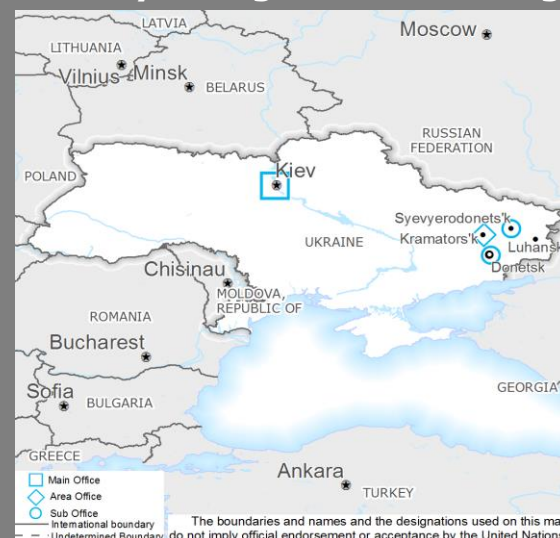 LATVIA
Moscow
LITHUANIA
Vilnius
Minsk
BELARUS
RUSSIAN
FEDERATION
POLAND
Kiev
Syevyerodonets'k
Kramators'k
UKRAINE
Luhansk
Donetsk
Chisinau
MOLDOVA,
REPUBLIC OF
ROMANIA
Bucharest
Sofia
BULGARIA
GEORGIA
GREECE
Ankara
TURKEY
Main Office
Area Office
Sub Office
International boundary
Undetermined Boundary
The boundaries and names and the designations used on this ma
do not imply official endorsement or acceptance by the United Nations